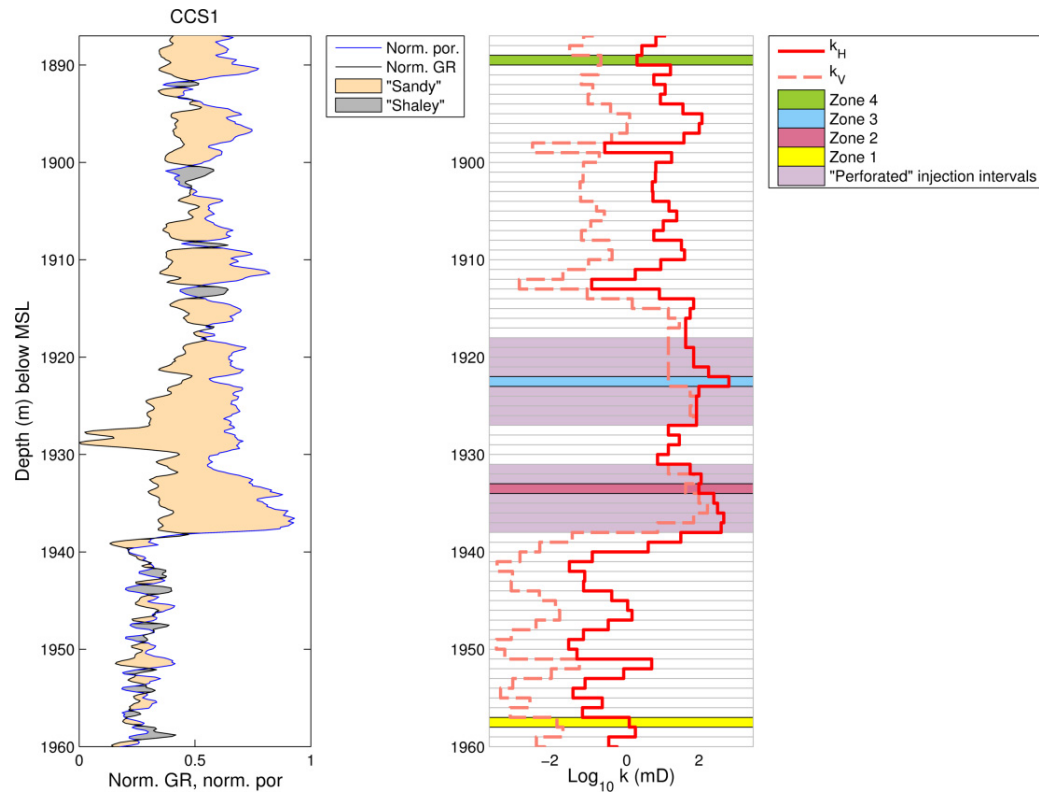 CCS1
Depth (m) below MSL
1890
1900
1910
1920
1930
1940
1950
1960
0
0.5
1
Norm. GR, norm. por
Norm. por.
Norm. GR
"Sandy"
"Shaley"
1890
1900
1910
1920
1930
1940
1950
1960
−2
0
2
Log10 k (mD)
kH
kV
Zone 4
Zone 3
Zone 2
Zone 1
"Perforated" injection intervals